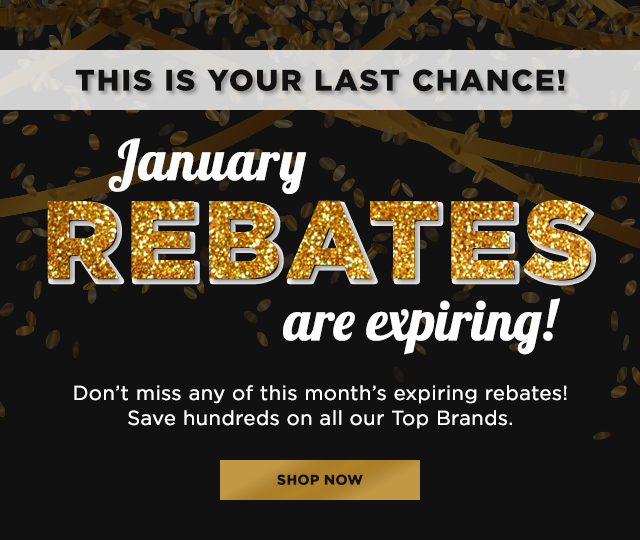 THIS IS YOUR LAST CHANCE!
January
REBATES
are expiring!
Don’t miss any of this month’s expiring rebates!
Save hundreds on all our Top Brands.
SHOP NOW